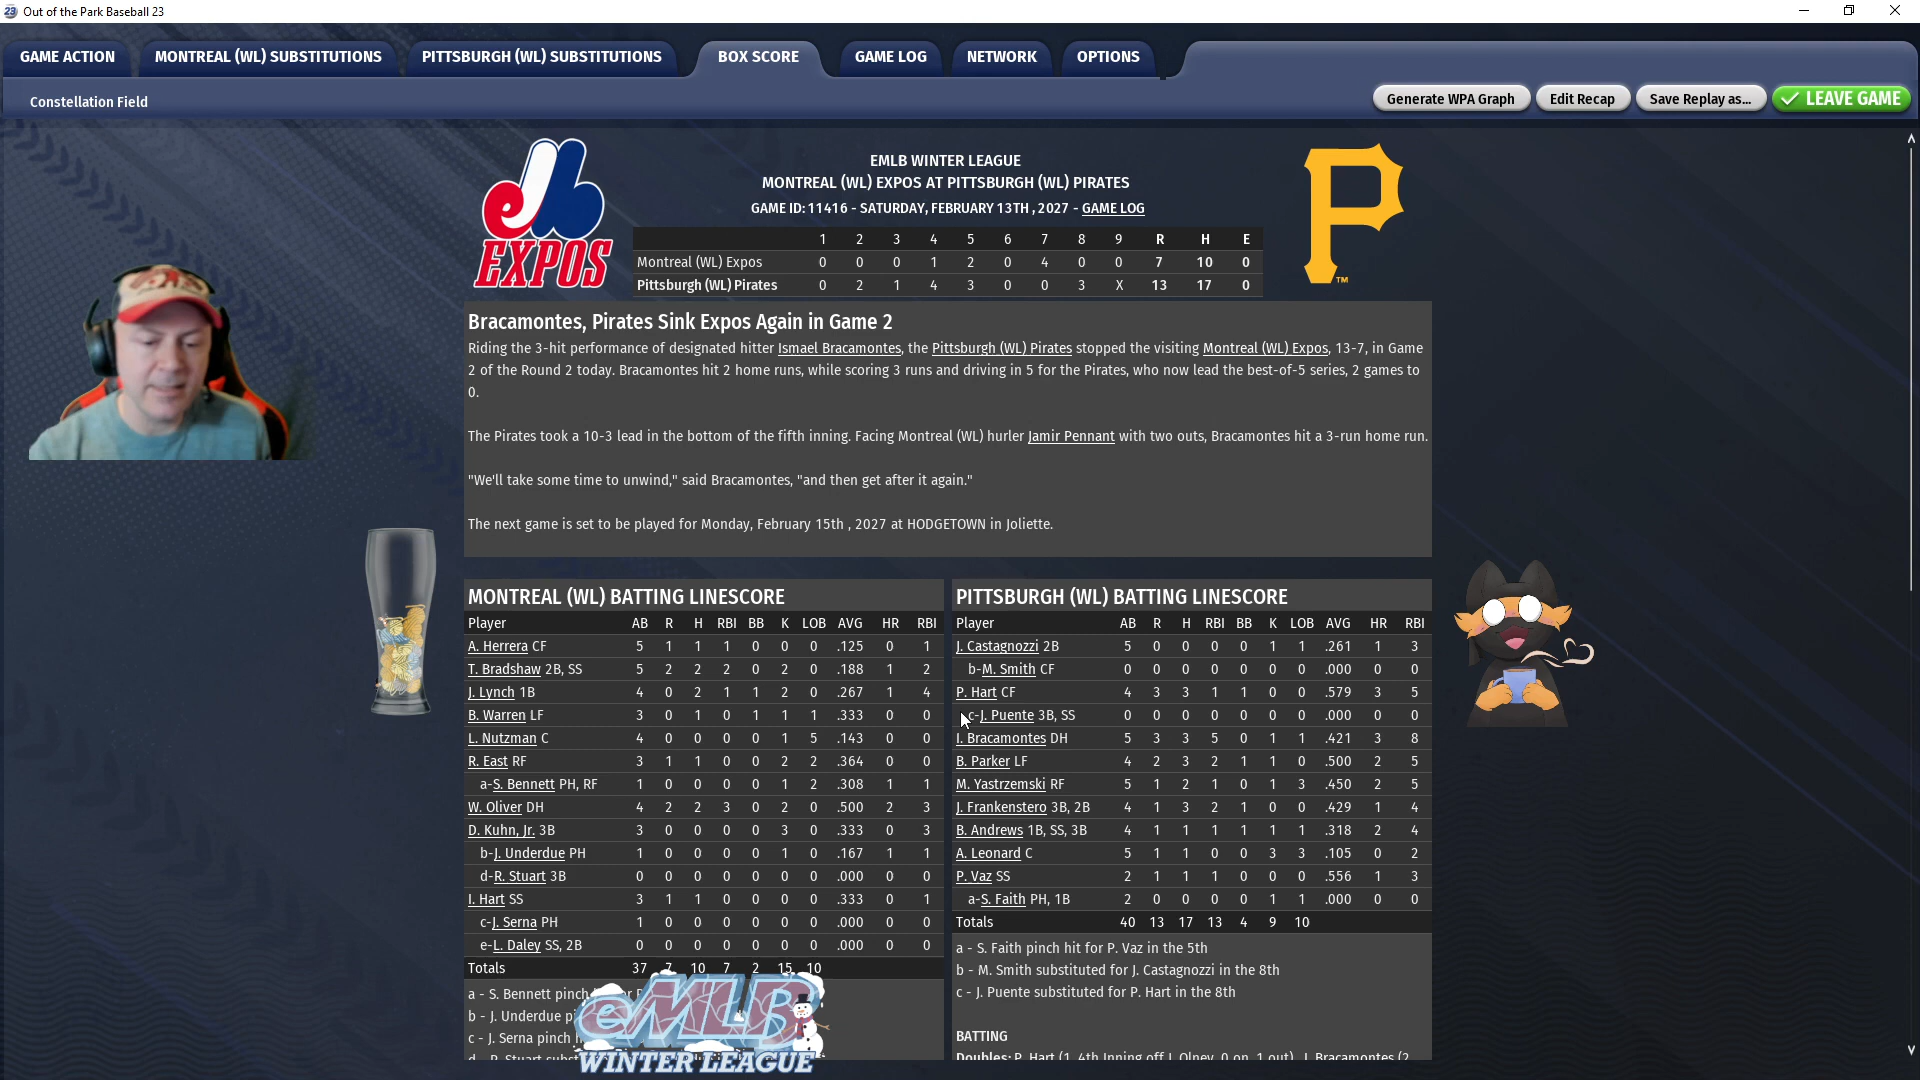 Out of the Park Baseball 23
GAME ACTION
MONTREAL (WL) SUBSTITUTIONS
PITTSBURGH (WL) SUBSTITUTIONS
BOX SCORE
GAME LOG
NETWORK
OPTIONS
Constellation Field
Generate WPA Graph
Edit Recap
Save Replay as...
LEAVE GAME
EXPOS
P
EMLB WINTER LEAGUE
MONTREAL (WL) EXPOS AT PITTSBURGH (WL) PIRATES
GAME ID: 11416 - SATURDAY, FEBRUARY 13TH , 2027 - GAME LOG
1 2 3 4 5 6 7 8 9 R H E
Montreal (WL) Expos 0 0 0 1 2 0 4 0 0 7 10 0
Pittsburgh (WL) Pirates 0 2 1 4 3 0 0 3 X 13 17 0
Bracamontes, Pirates Sink Expos Again in Game 2
Riding the 3-hit performance of designated hitter Ismael Bracamontes, the Pittsburgh (WL) Pirates stopped the visiting Montreal (WL) Expos, 13-7, in Game
2 of the Round 2 today. Bracamontes hit 2 home runs, while scoring 3 runs and driving in 5 for the Pirates, who now lead the best-of-5 series, 2 games to
0.
The Pirates took a 10-3 lead in the bottom of the fifth inning. Facing Montreal (WL) hurler Jamir Pennant with two outs, Bracamontes hit a 3-run home run.
"We'll take some time to unwind," said Bracamontes, "and then get after it again."
The next game is set to be played for Monday, February 15th , 2027 at HODGETOWN in Joliette.
MONTREAL (WL) BATTING LINESCORE
Player AB R H RBI BB K LOB AVG HR RBI
A. Herrera CF 5 1 1 1 0 0 0 .125 0 1
T. Bradshaw 2B, SS 5 2 2 2 0 2 0 .188 1 2
J. Lynch 1B 4 0 2 1 1 2 0 .267 1 4
B. Warren LF 3 0 1 0 1 1 1 .333 0 0
L. Nutzman C 4 0 0 0 0 1 5 .143 0 0
R. East RF 3 1 1 0 0 2 2 .364 0 0
a-S. Bennett PH, RF 1 0 0 0 0 1 2 .308 1 1
W. Oliver DH 4 2 2 3 0 2 0 .500 2 3
D. Kuhn, Jr. 3B 3 0 0 0 0 3 0 .333 0 3
b-J. Underdue PH 1 0 0 0 0 1 0 .167 1 1
d-R. Stuart 3B 0 0 0 0 0 0 0 .000 0 0
I. Hart SS 3 1 1 0 0 0 0 .333 0 1
c-J. Serna PH 1 0 0 0 0 0 0 .000 0 0
e-L. Daley SS, 2B 0 0 0 0 0 0 0 .000 0 0
Totals 37 7 10 7 2 15 10
a - S. Bennett pinch
b - J. Underdue
c - J. Serna pinch
d - R. Stuart
PITTSBURGH (WL) BATTING LINESCORE
Player AB R H RBI BB K LOB AVG HR RBI
J. Castagnozzi 2B 5 0 0 0 0 1 1 .261 1 3
b-M. Smith CF 0 0 0 0 0 0 0 .000 0 0
P. Hart CF 4 3 3 1 1 0 0 .579 3 5
c-J. Puente 3B, SS 0 0 0 0 0 0 0 .000 0 0
I. Bracamontes DH 5 3 3 5 0 1 1 .421 3 8
B. Parker LF 4 2 3 2 1 1 0 .500 2 5
M. Yastrzemski RF 5 1 2 1 0 1 3 .450 2 5
J. Frankenstero 3B, 2B 4 1 3 2 1 0 0 .429 1 4
B. Andrews 1B, SS, 3B 4 1 1 1 1 1 1 .318 2 4
A. Leonard C 5 1 1 0 0 3 3 .105 0 2
P. Vaz SS 2 1 1 1 0 0 0 .556 1 3
a-S. Faith PH, 1B 2 0 0 0 0 1 1 .000 0 0
Totals 40 13 17 13 4 9 10
a - S. Faith pinch hit for P. Vaz in the 5th
b - M. Smith substituted for J. Castagnozzi in the 8th
c - J. Puente substituted for P. Hart in the 8th
BATTING
Doubles: P. Hart (1, 4th Inning off J. Olney, 0 on, 1 out), I. Bracamontes (2,
eMLB
WINTER LEAGUE